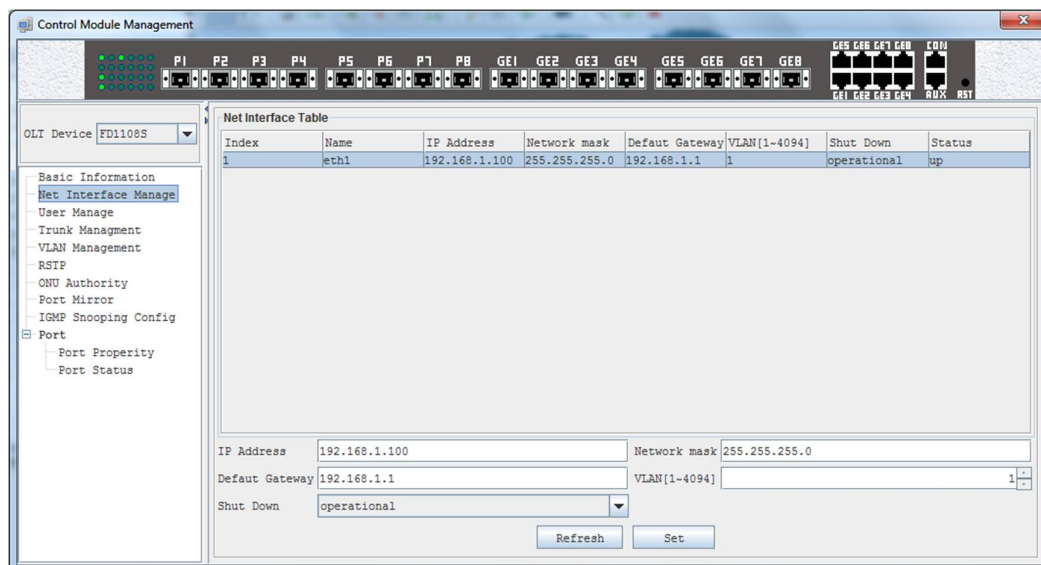 Control Module Management
P1 P2 P3 P4 P5 P6 P7 P8 GE1 GE2 GE3 GE4 GE5 GE6 GE7 GE8
GE5 GE6 GE7 GE8 CON
GE1 GE2 GE3 GE4 AUX RST
OLT Device FD1108S
Basic Information
Net Interface Manage
User Manage
Trunk Managment
VLAN Management
RSTP
ONU Authority
Port Mirror
IGMP Snooping Config
Port
Port Properity
Port Status
Net Interface Table
Index Name IP Address Network mask Defaut Gateway VLAN[1~4094] Shut Down Status
1 eth1 192.168.1.100 255.255.255.0 192.168.1.1 1 operational up
IP Address 192.168.1.100 Network mask 255.255.255.0
Defaut Gateway 192.168.1.1 VLAN[1~4094] 1
Shut Down operational
Refresh Set